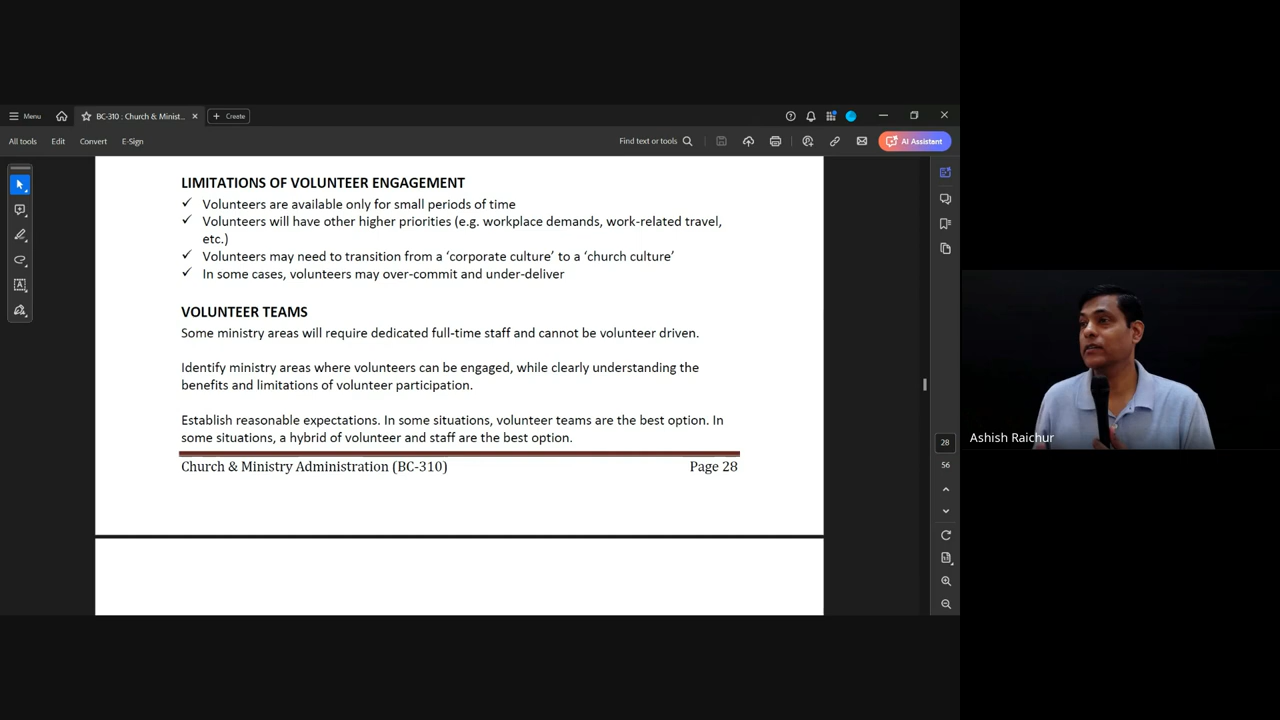 Menu
BC-310 : Church & Minist...
Create
All tools
Edit
Convert
E-Sign
Find text or tools
AI Assistant
LIMITATIONS OF VOLUNTEER ENGAGEMENT
✓ Volunteers are available only for small periods of time
✓ Volunteers will have other higher priorities (e.g. workplace demands, work-related travel,
etc.)
✓ Volunteers may need to transition from a ‘corporate culture’ to a ‘church culture’
✓ In some cases, volunteers may over-commit and under-deliver
VOLUNTEER TEAMS
Some ministry areas will require dedicated full-time staff and cannot be volunteer driven.
Identify ministry areas where volunteers can be engaged, while clearly understanding the
benefits and limitations of volunteer participation.
Establish reasonable expectations. In some situations, volunteer teams are the best option. In
some situations, a hybrid of volunteer and staff are the best option.
Church & Ministry Administration (BC-310)
Page 28
28
56
Ashish Raichur